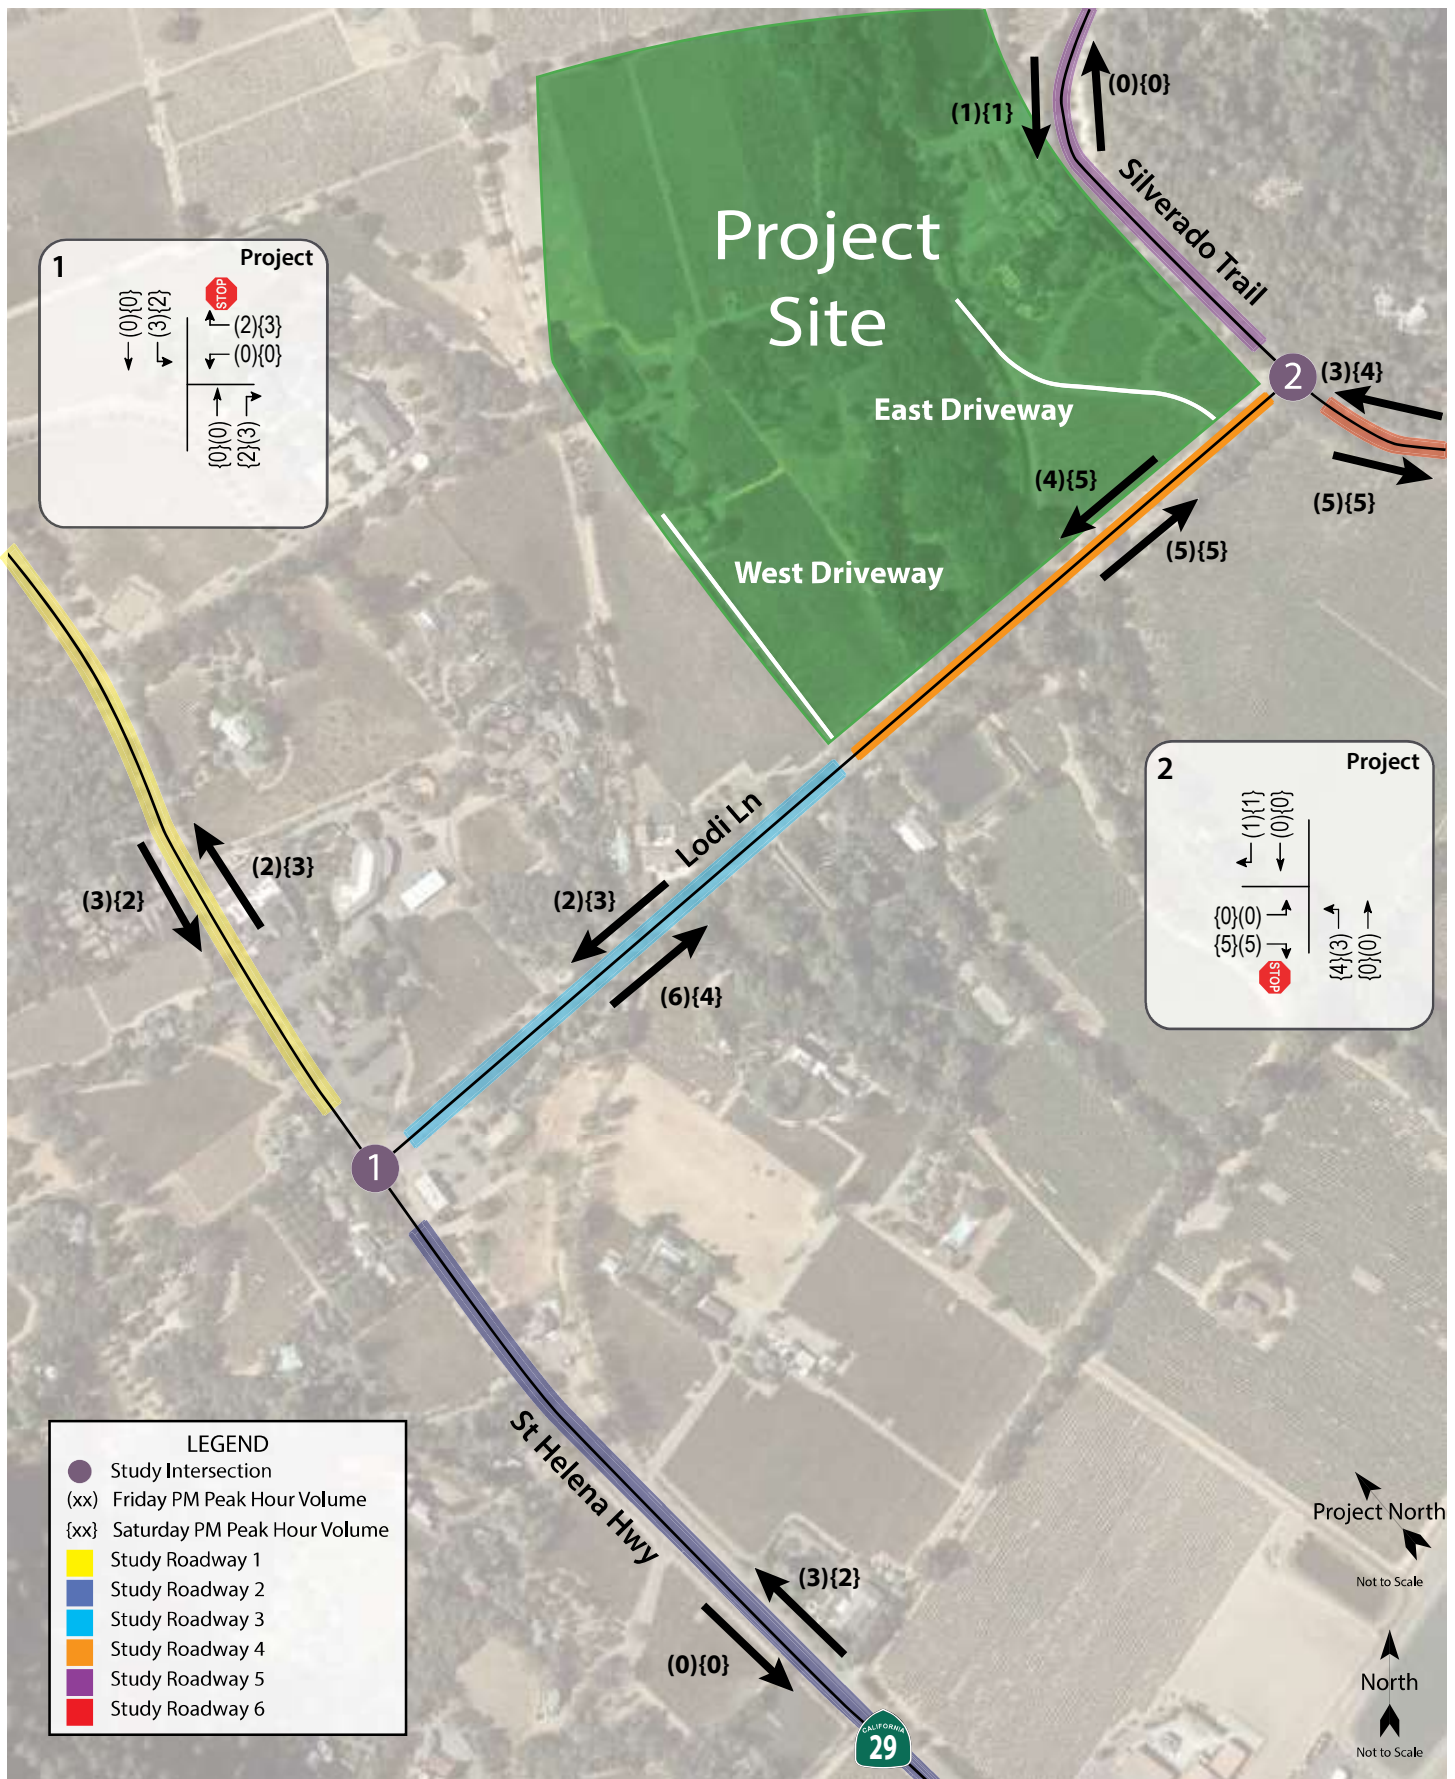 (0){0}
(1){1}
Silverado Trail
Project
Site
1
Project
(0){0}
(3){2}
STOP
(2){3}
(0){0}
{0}(0)
{2}(3)
2
(3){4}
East Driveway
(4){5}
(5){5}
(5){5}
West Driveway
2
Project
(1){1}
(0){0}
{0}(0)
{5}(5)
STOP
{4}(3)
{0}(0)
Lodi Ln
(2){3}
(3){2}
(2){3}
(6){4}
1
St Helena Hwy
LEGEND
Study Intersection
(xx) Friday PM Peak Hour Volume
{xx} Saturday PM Peak Hour Volume
Study Roadway 1
Study Roadway 2
Study Roadway 3
Study Roadway 4
Study Roadway 5
Study Roadway 6
(3){2}
(0){0}
CALIFORNIA
29
Project North
Not to Scale
North
Not to Scale